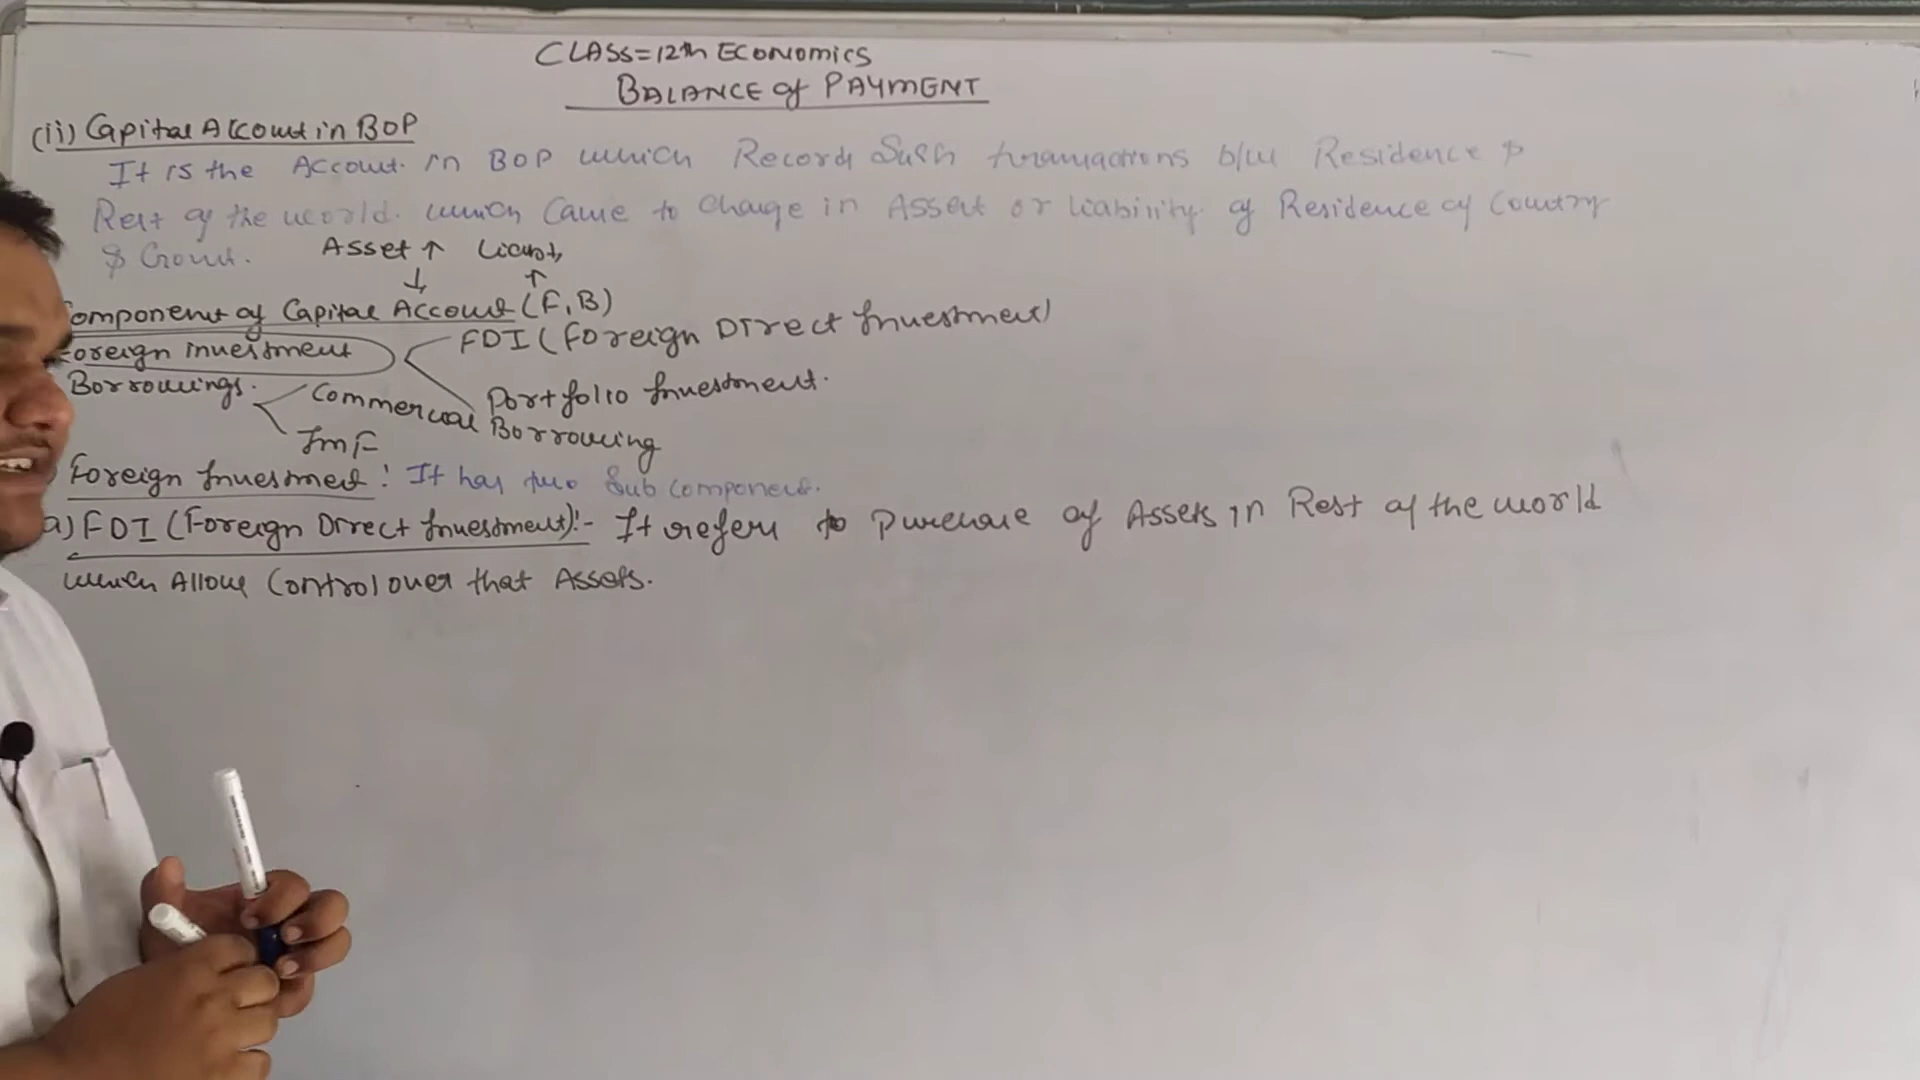 CLASS=12th ECONOMICS
BALANCE of PAYMENT
(ii) Capital Account in BOP
It is the Account in BOP which Records Such transactions b/w Residence &
Rest of the world. which Came to change in Asset or liability of Residence of Country
& Govt.
Asset ↑ Liab↓
↓ ↑
omponent of Capital Account (F,B)
oreign investment
FDI (Foreign Direct Investment)
Portfolio Investment.
Borrowings.
Commercial Borrowing
ImF
Foreign Investment : It has two Sub component.
a) FDI (Foreign Direct Investment):- It refers to Purchase of Assets in Rest of the world
which Allow Control over that Assets.